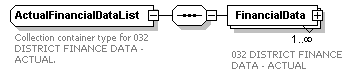 ActualFinancialDataList
FinancialData
1..∞
Collection container type for 032
DISTRICT FINANCE DATA -
ACTUAL.
032 DISTRICT FINANCE
DATA - ACTUAL